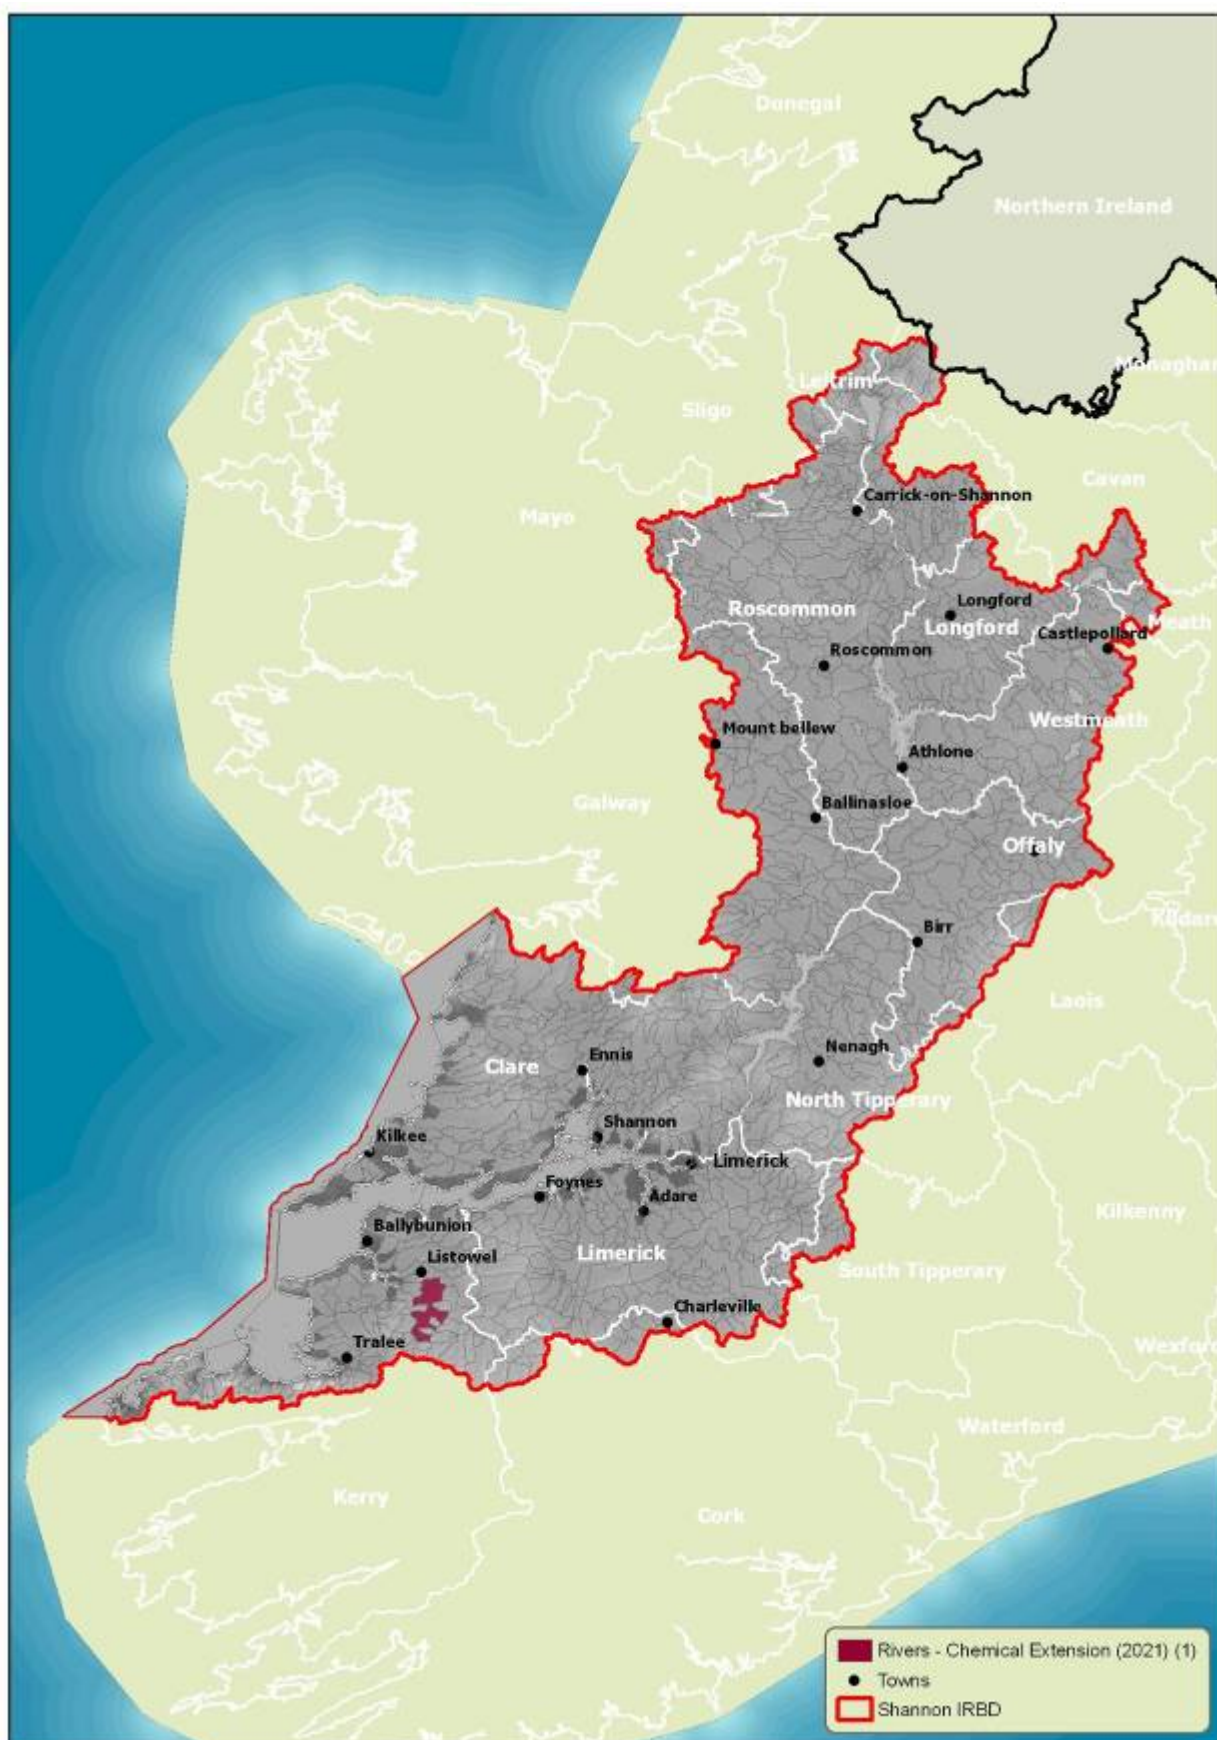 Donegal
Northern Ireland
Monaghan
Leitrim
Sligo
Cavan
Carrick-on-Shannon
Mayo
Roscommon
Longford
Longford
Meath
Castlepollard
Roscommon
Westmeath
Mount bellew
Athlone
Galway
Ballinasloe
Offaly
Kildare
Birr
Laois
Nenagh
Ennis
Clare
North Tipperary
Shannon
Kilkee
Limerick
Foynes
Adare
Kilkenny
Ballybunion
Limerick
Listowel
South Tipperary
Charleville
Wexford
Tralee
Waterford
Kerry
Cork
Rivers - Chemical Extension (2021) (1)
Towns
Shannon IRBD